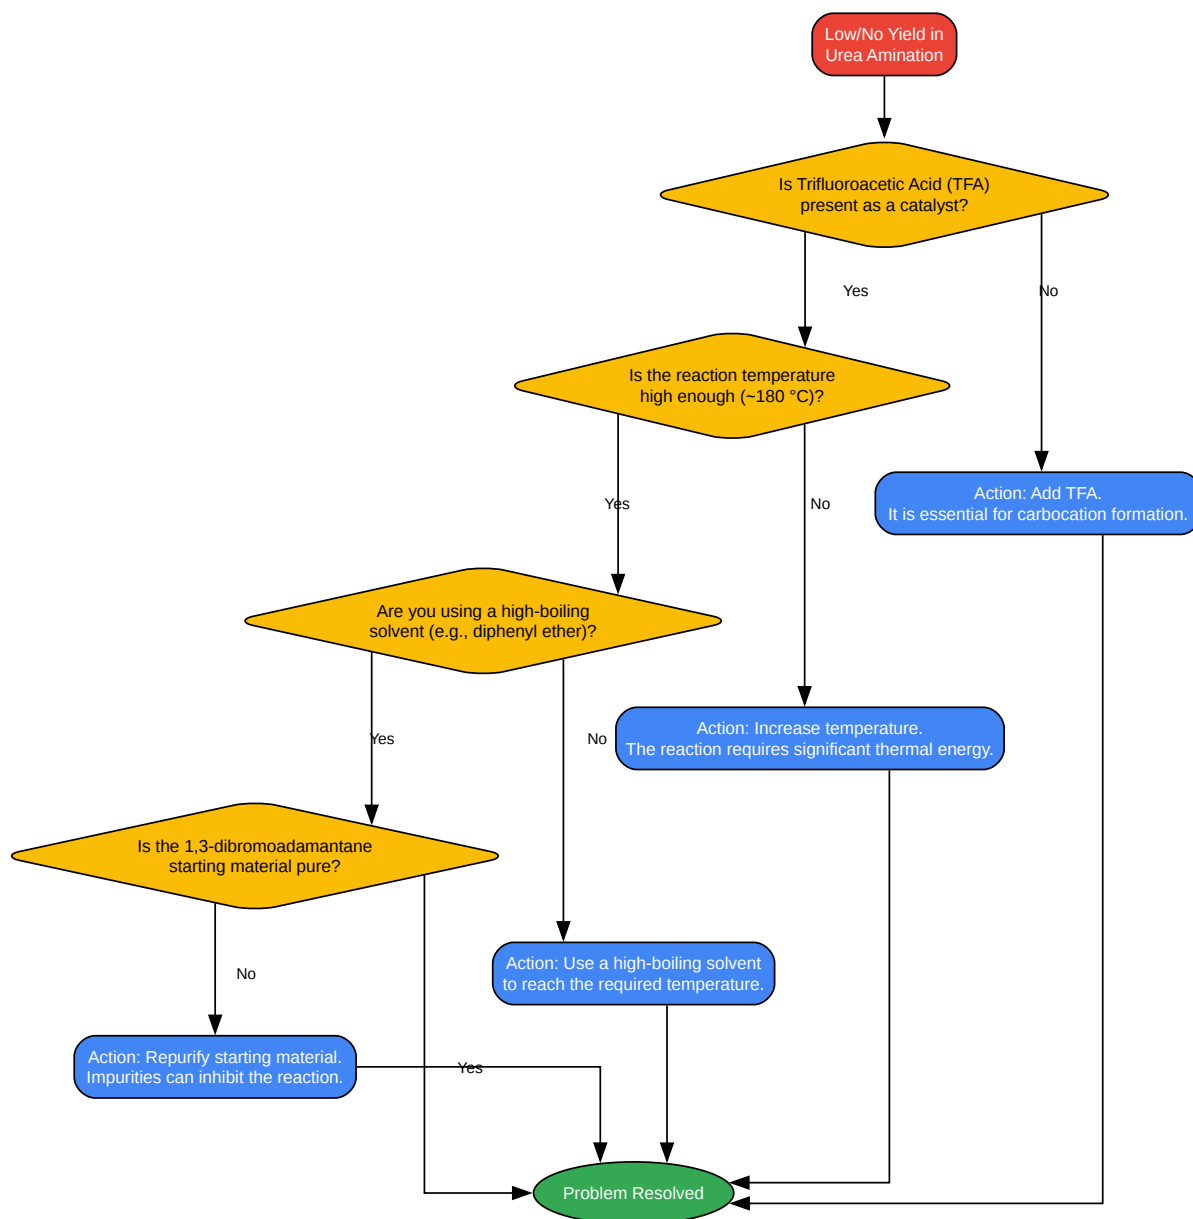 Low/No Yield in
Urea Amination
Is Trifluoroacetic Acid (TFA)
present as a catalyst?
Yes
No
Is the reaction temperature
high enough (~180 °C)?
Yes
No
Action: Add TFA.
It is essential for carbocation formation.
Are you using a high-boiling
solvent (e.g., diphenyl ether)?
Yes
No
Action: Increase temperature.
The reaction requires significant thermal energy.
Is the 1,3-dibromoadamantane
starting material pure?
No
Action: Use a high-boiling solvent
to reach the required temperature.
Action: Repurify starting material.
Impurities can inhibit the reaction.
Yes
Problem Resolved